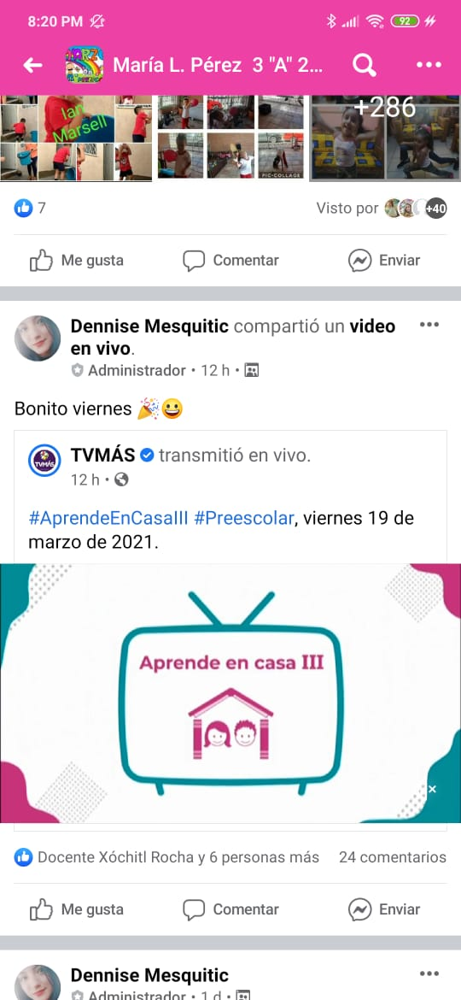 8:20 PM
92
María L. Pérez 3 "A" 2...
Ian
Marsell
PIC-COLLAGE
+286
7
Visto por
+40
Me gusta
Comentar
Enviar
Dennise Mesquitic compartió un video
en vivo.
Administrador · 12 h ·
Bonito viernes 🎉😀
TVMÁS
TVMÁS transmitió en vivo.
12 h ·
#AprendeEnCasaIII #Preescolar, viernes 19 de
marzo de 2021.
Aprende en casa III
Docente Xóchitl Rocha y 6 personas más
24 comentarios
Me gusta
Comentar
Enviar
Dennise Mesquitic
Administrador · 1 d ·